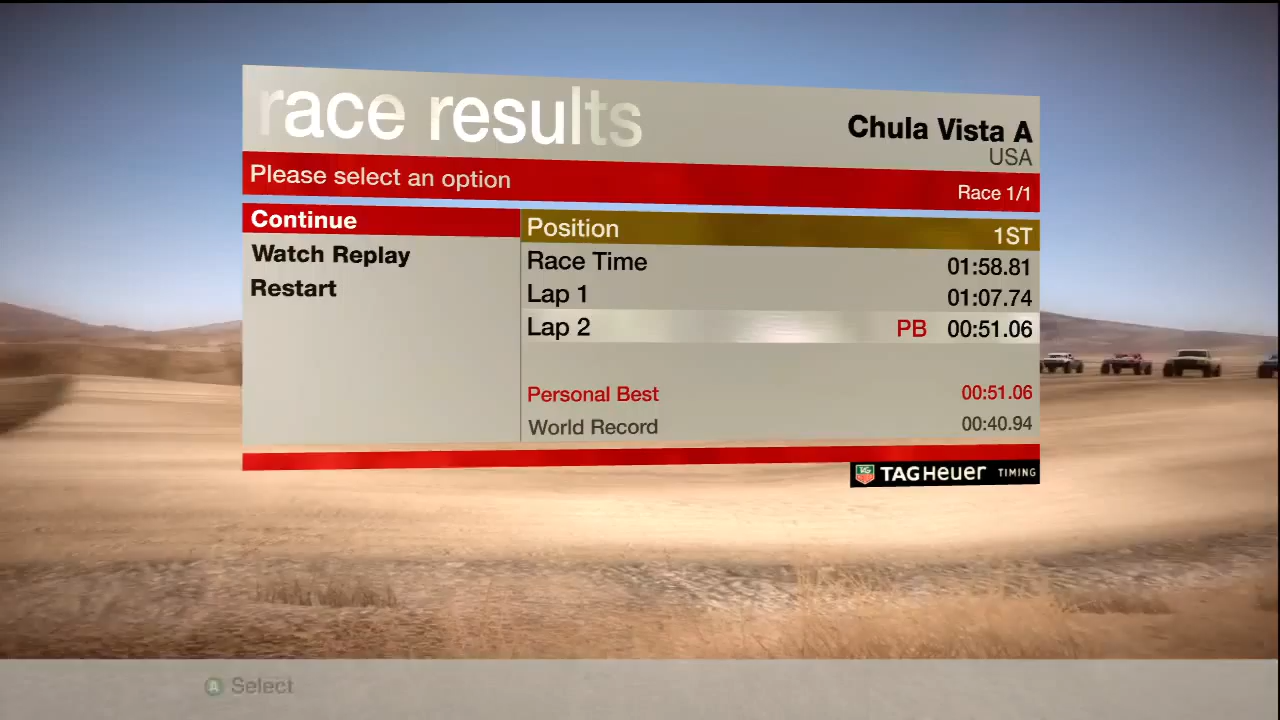 race results
Chula Vista A
USA
Please select an option
Race 1/1
Continue
Watch Replay
Restart
Position 1ST
Race Time 01:58.81
Lap 1 01:07.74
Lap 2 PB 00:51.06
Personal Best 00:51.06
World Record 00:40.94
TAG Heuer TIMING
A Select